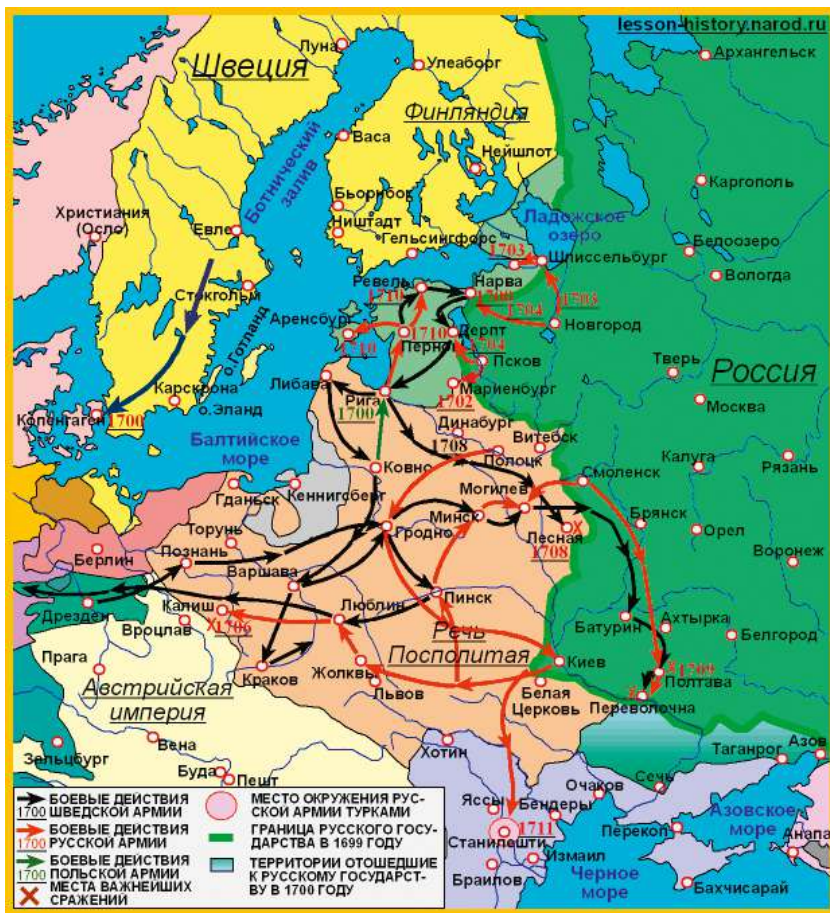 lesson-history.narod.ru
Луна
Архангельск
Швеция
Улеаборг
Финляндия
Васа
Ботнический
залив
Нейшлот
Каргополь
Христиания
(Осло)
Евле
Бьорнборг
Ништадт
Ладожское
озеро
Белоозеро
Гельсингфорс
1703
Шлиссельбург
Вологда
Стокгольм
Ревель
1710
Нарва
1700
1704
1703
Новгород
о.Готланд
Аренсбург
1710
1710
Пернов
Дерпт
1704
Псков
Тверь
Россия
Карскрона
о.Эланд
Либава
Рига
1700
Мариенбург
1702
Москва
Копенгаген
1700
Динабург
Витебск
1708
Полоцк
Балтийское
море
Ковно
Смоленск
Калуга
Рязань
Гданьск
Кеннигсберг
Могилев
Минск
Брянск
Торунь
Гродно
Лесная
1708
Орел
Берлин
Познань
Воронеж
Варшава
Дрезден
Калиш
1706
Люблин
Пинск
Батурин
Ахтырка
Белгород
Вроцлав
Речь
Посполитая
Прага
Краков
Жолквы
Львов
Киев
Белая
Церковь
1709
Полтава
Переволочна
Австрийская
империя
Вена
Зальцбург
Хотин
Таганрог
Азов
Буда
Пешт
Сечь
Яссы
Бендеры
Очаков
Азовское
море
Перекоп
1711
Станилешти
Анапа
Измаил
Браилов
Черное
море
Бахчисарай
БОЕВЫЕ ДЕЙСТВИЯ
1700 ШВЕДСКОЙ АРМИИ
БОЕВЫЕ ДЕЙСТВИЯ
1700 РУССКОЙ АРМИИ
БОЕВЫЕ ДЕЙСТВИЯ
1700 ПОЛЬСКОЙ АРМИИ
МЕСТА ВАЖНЕЙШИХ
СРАЖЕНИЙ
МЕСТО ОКРУЖЕНИЯ РУС-
СКОЙ АРМИИ ТУРКАМИ
ГРАНИЦА РУССКОГО ГОСУ-
ДАРСТВА В 1699 ГОДУ
ТЕРРИТОРИИ ОТОШЕДШИЕ
К РУССКОМУ ГОСУДАРСТ-
ВУ В 1700 ГОДУ